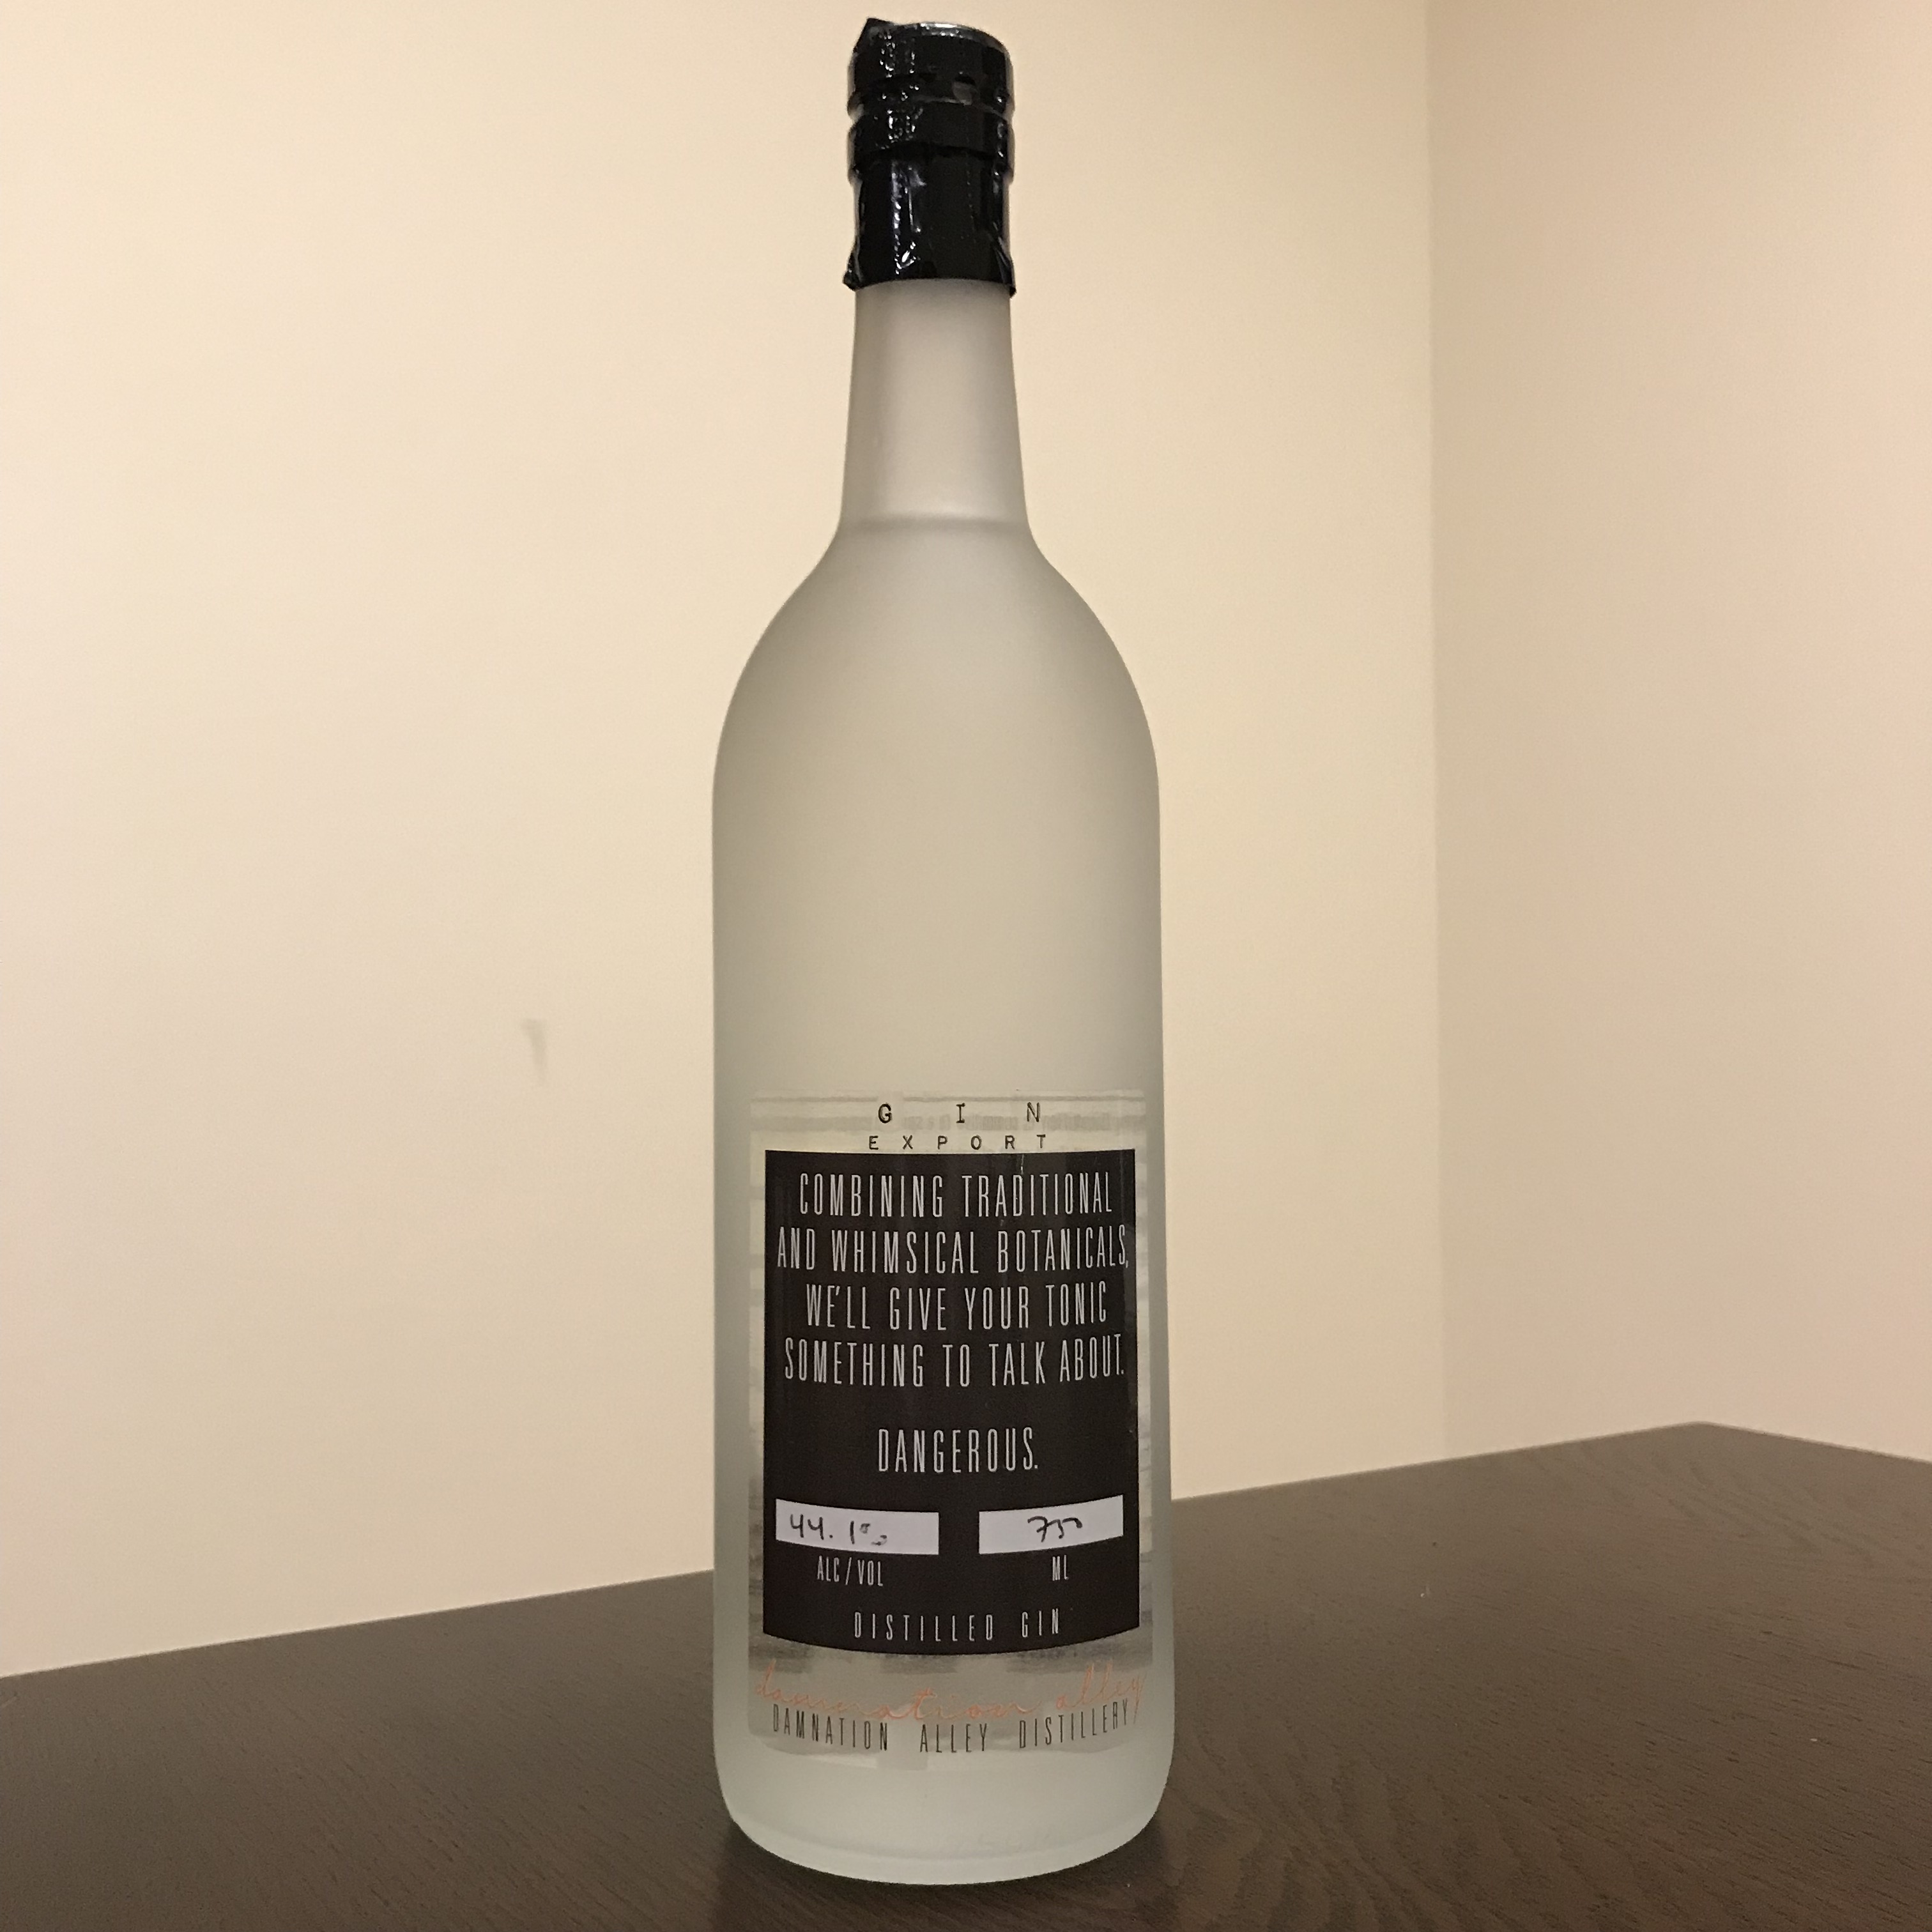 GIN
EXPORT
COMBINING TRADITIONAL
AND WHIMSICAL BOTANICALS,
WE'LL GIVE YOUR TONIC
SOMETHING TO TALK ABOUT.
DANGEROUS.
44.1% 750
ALC/VOL ML
DISTILLED GIN
damnation alley
DAMNATION ALLEY DISTILLERY